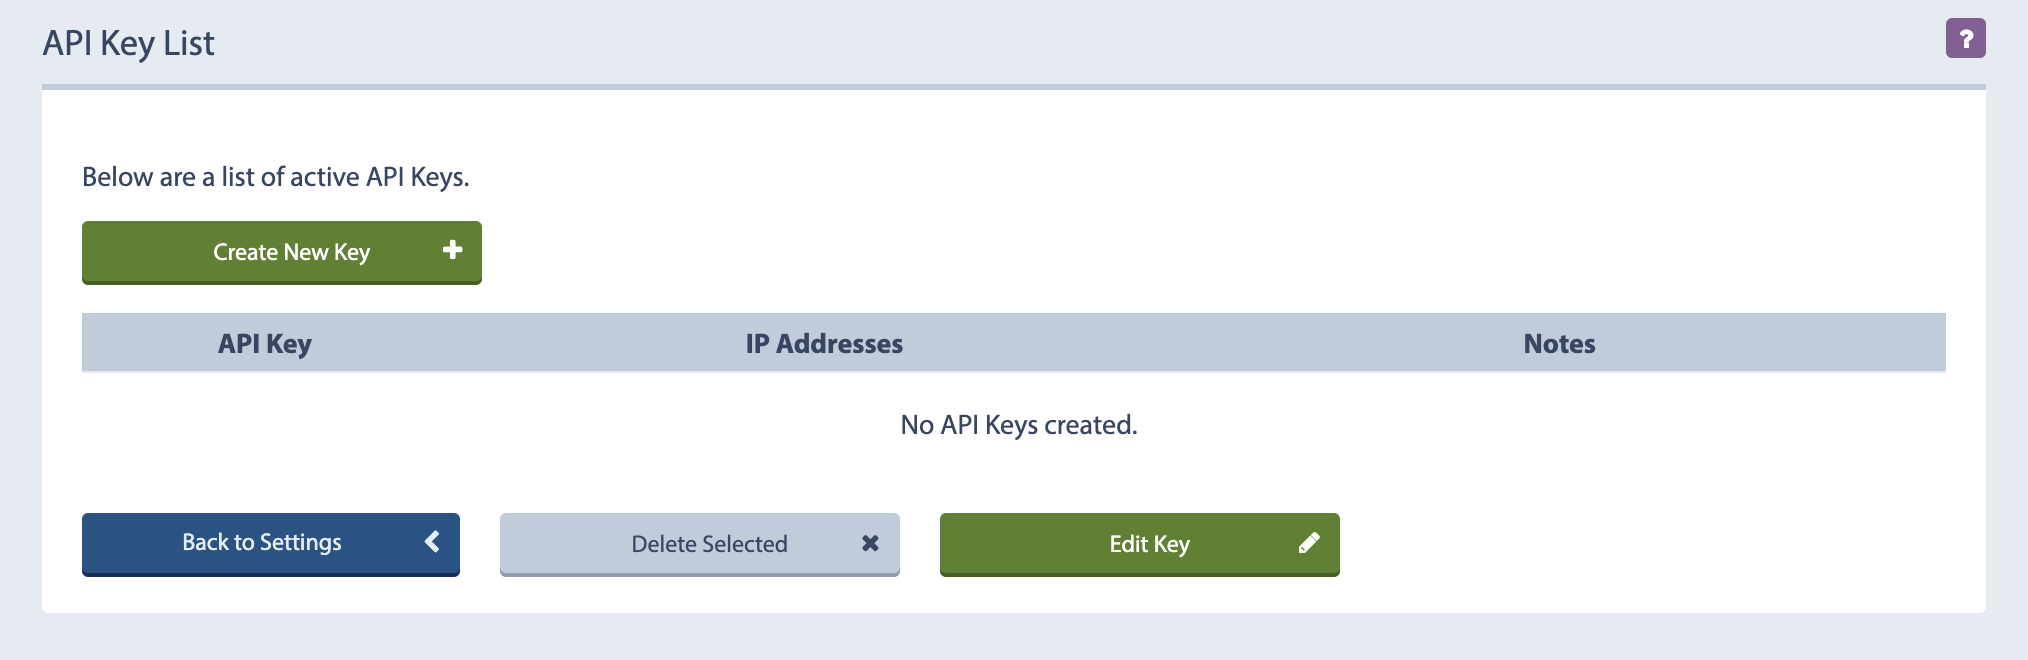 API Key List
?
Below are a list of active API Keys.
Create New Key
API Key IP Addresses Notes
No API Keys created.
Back to Settings Delete Selected Edit Key